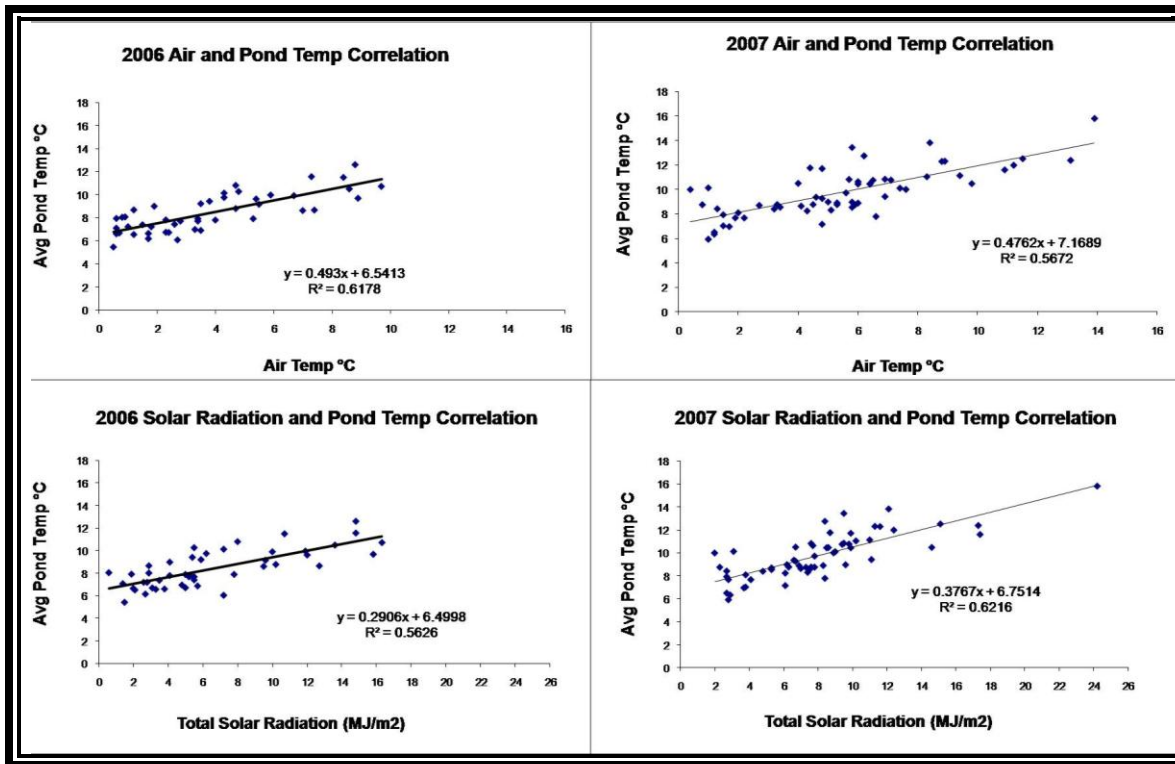 2006 Air and Pond Temp Correlation
Avg Pond Temp ºC
18
16
14
12
10
8
6
4
2
0
y = 0.493x + 6.5413
R² = 0.6178
0 2 4 6 8 10 12 14 16
Air Temp ºC
2007 Air and Pond Temp Correlation
Avg Pond Temp ºC
18
16
14
12
10
8
6
4
2
0
y = 0.4762x + 7.1689
R² = 0.5672
0 2 4 6 8 10 12 14 16
Air Temp ºC
2006 Solar Radiation and Pond Temp Correlation
Avg Pond Temp ºC
18
16
14
12
10
8
6
4
2
0
y = 0.2906x + 6.4998
R² = 0.5626
0 2 4 6 8 10 12 14 16 18 20 22 24 26
Total Solar Radiation (MJ/m2)
2007 Solar Radiation and Pond Temp Correlation
Avg Pond Temp ºC
18
16
14
12
10
8
6
4
2
0
y = 0.3767x + 6.7514
R² = 0.6216
0 2 4 6 8 10 12 14 16 18 20 22 24 26
Total Solar Radiation (MJ/m2)